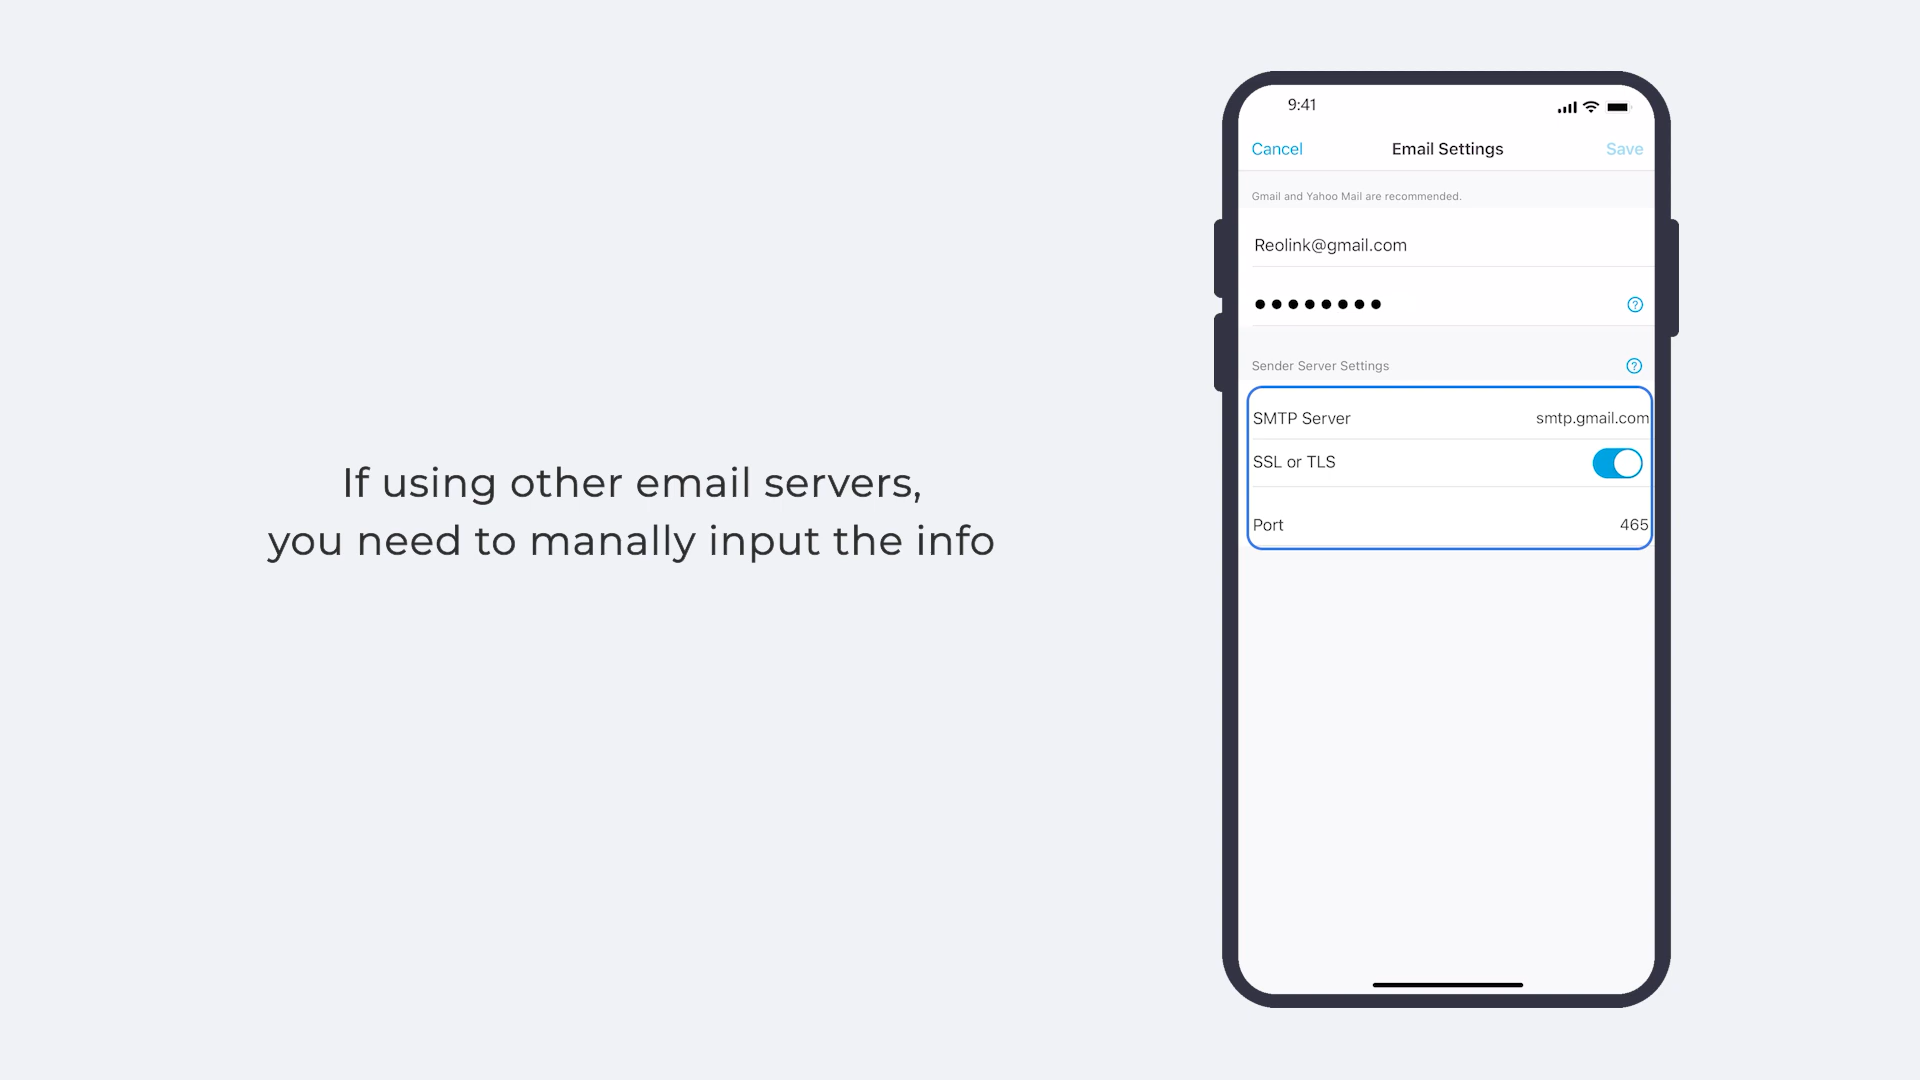 If using other email servers,
you need to manally input the info
9:41
Cancel Email Settings Save
Gmail and Yahoo Mail are recommended.
Reolink@gmail.com
●●●●●●●● ?
Sender Server Settings ?
SMTP Server smtp.gmail.com
SSL or TLS
Port 465